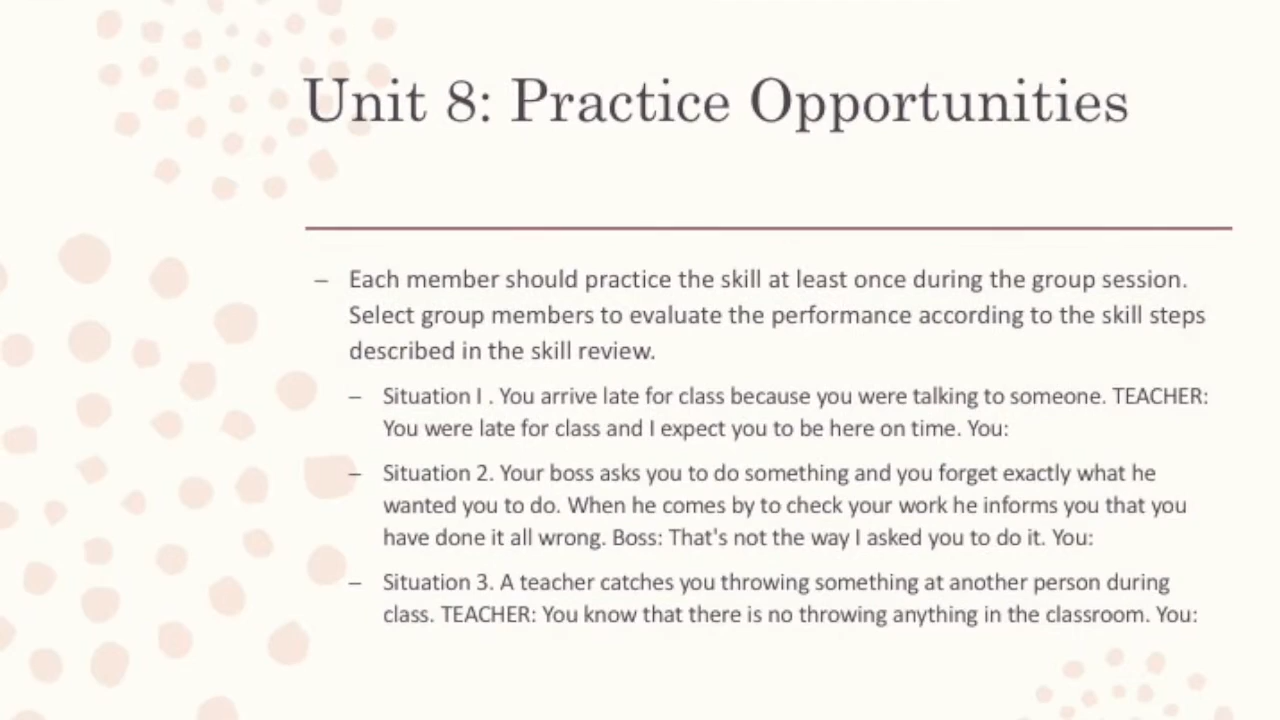 Unit 8: Practice Opportunities
– Each member should practice the skill at least once during the group session.
Select group members to evaluate the performance according to the skill steps
described in the skill review.
– Situation I . You arrive late for class because you were talking to someone. TEACHER:
You were late for class and I expect you to be here on time. You:
– Situation 2. Your boss asks you to do something and you forget exactly what he
wanted you to do. When he comes by to check your work he informs you that you
have done it all wrong. Boss: That's not the way I asked you to do it. You:
– Situation 3. A teacher catches you throwing something at another person during
class. TEACHER: You know that there is no throwing anything in the classroom. You: